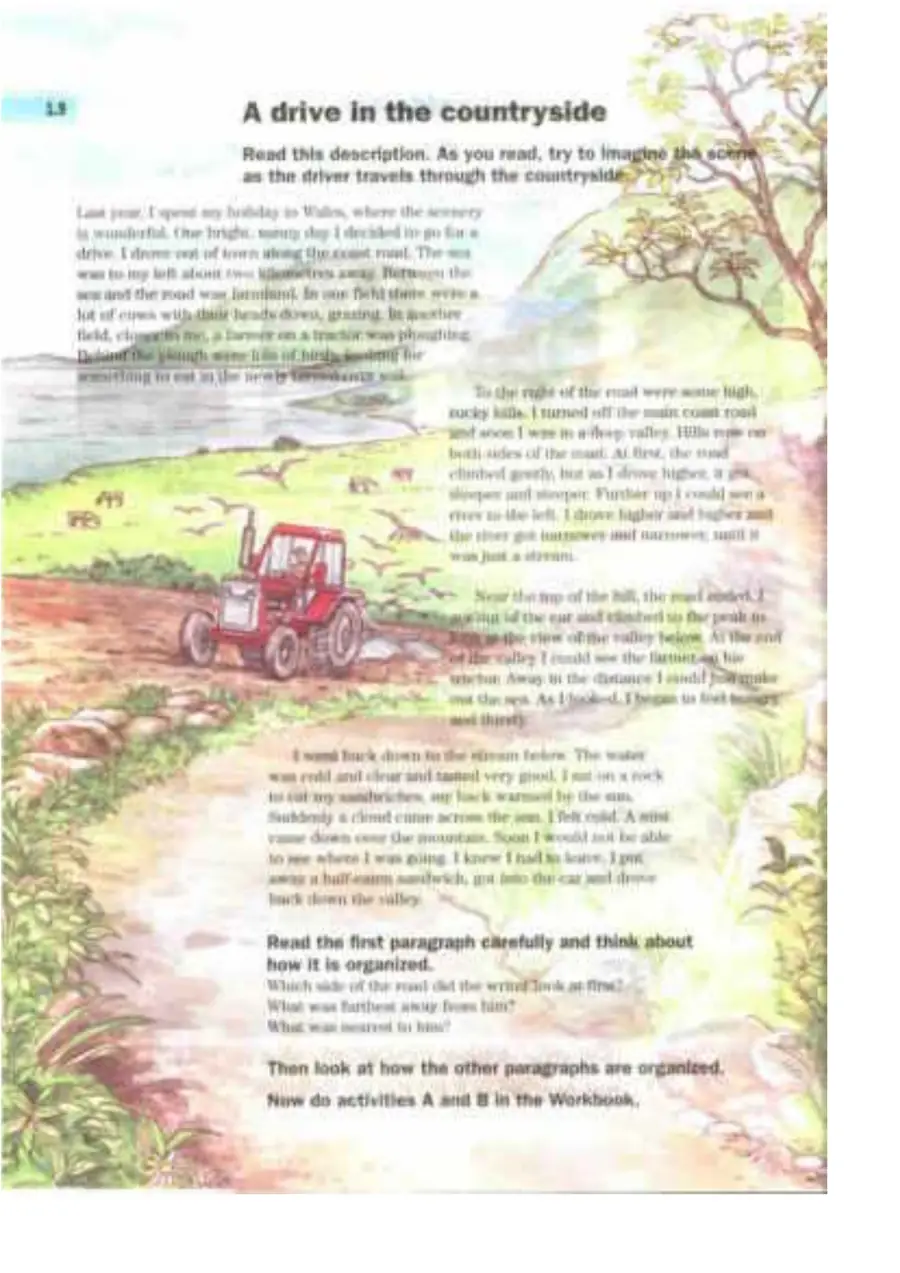 1.9
A drive in the countryside
Read this description. As you read, try to imagine the scene
as the driver travels through the countryside.
Last year, I spent my holiday in Wales, where the scenery
is wonderful. One bright, sunny day I decided to go for a
drive. I drove out of town along the coast road. The sea
was to my left about two kilometres away. Between the
sea and the road was farmland. In one field there were a
lot of cows with their heads down, grazing. In another
field, closer to me, a farmer on a tractor was ploughing.
Behind the plough were lots of birds, looking for
something to eat in the newly soil.
To the right of the road were some high,
rocky hills. I turned off the main coast road
and soon I was in a deep valley. Hills rose on
both sides of the road. At first, the road
climbed gently, but as I drove higher, it got
steeper and steeper. Further up I could see a
river to the left. I drove higher and higher and
the river got narrower and narrower, until it
was just a stream.
Near the top of the hill, the road ended. I
got out of the car and climbed to the peak to
look at the view of the valley below. At the end
of the valley I could see the farmer on his
tractor. Away in the distance I could just make
out the sea. As I looked, I began to feel hungry
and thirsty.
I went back down to the stream below. The water
was cold and clear and tasted very good. I sat on a rock
to eat my sandwiches, my back warmed by the sun.
Suddenly a cloud came across the sun. I felt cold. A mist
came down over the mountain. Soon I would not be able
to see where I was going. I knew I had to leave. I put
away a half-eaten sandwich, got into the car and drove
back down the valley.
Read the first paragraph carefully and think about
how it is organized.
Which side of the road did the writer look at first?
What was furthest away from him?
What was nearest to him?
Then look at how the other paragraphs are organized.
Now do activities A and B in the Workbook.